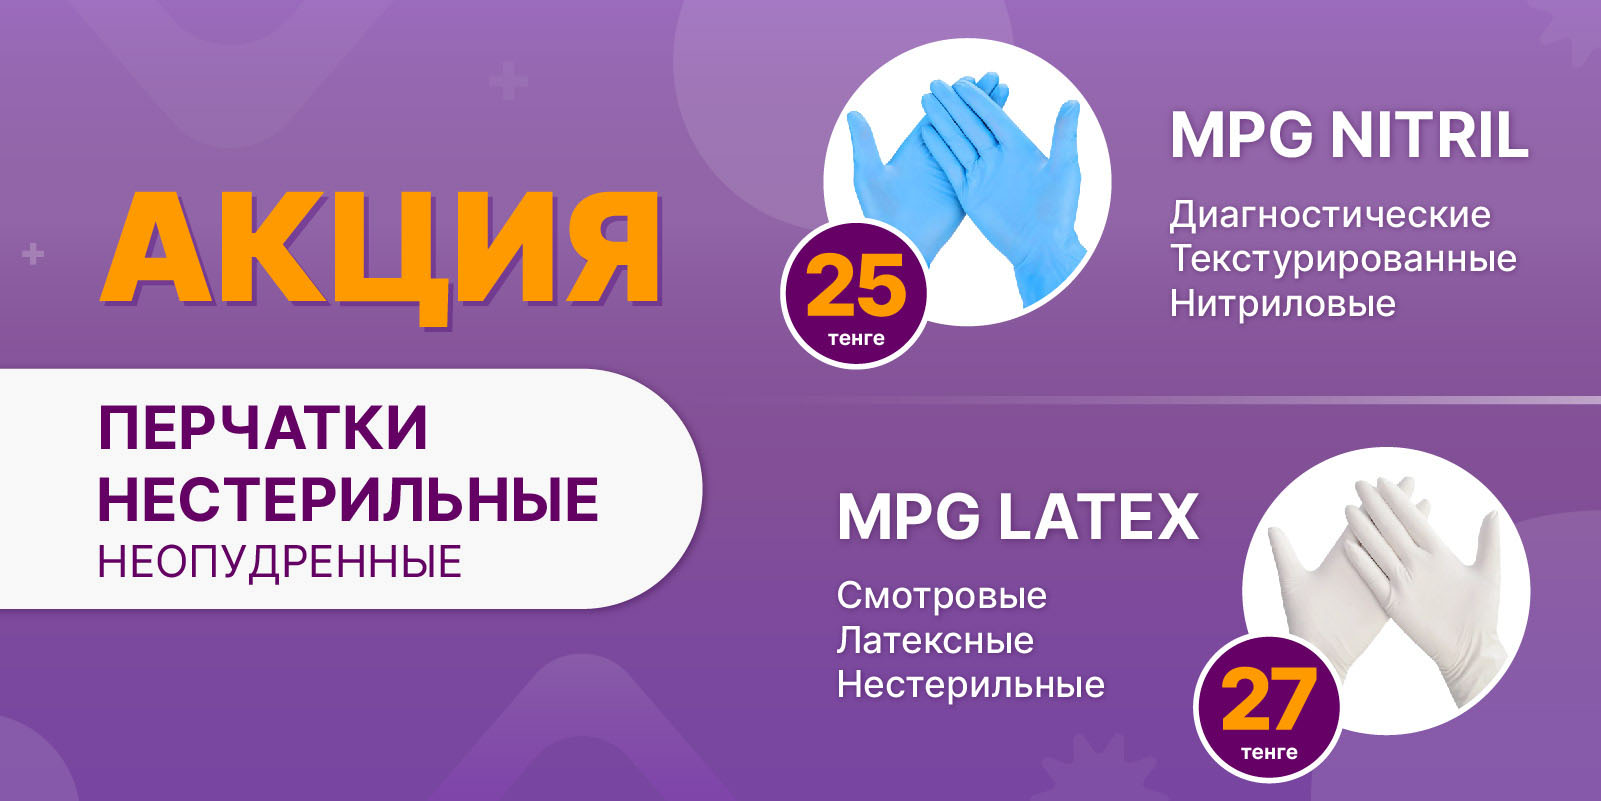 АКЦИЯ
ПЕРЧАТКИ
НЕСТЕРИЛЬНЫЕ
НЕОПУДРЕННЫЕ
MPG NITRIL
Диагностические
Текстурированные
Нитриловые
25
тенге
MPG LATEX
Смотровые
Латексные
Нестерильные
27
тенге